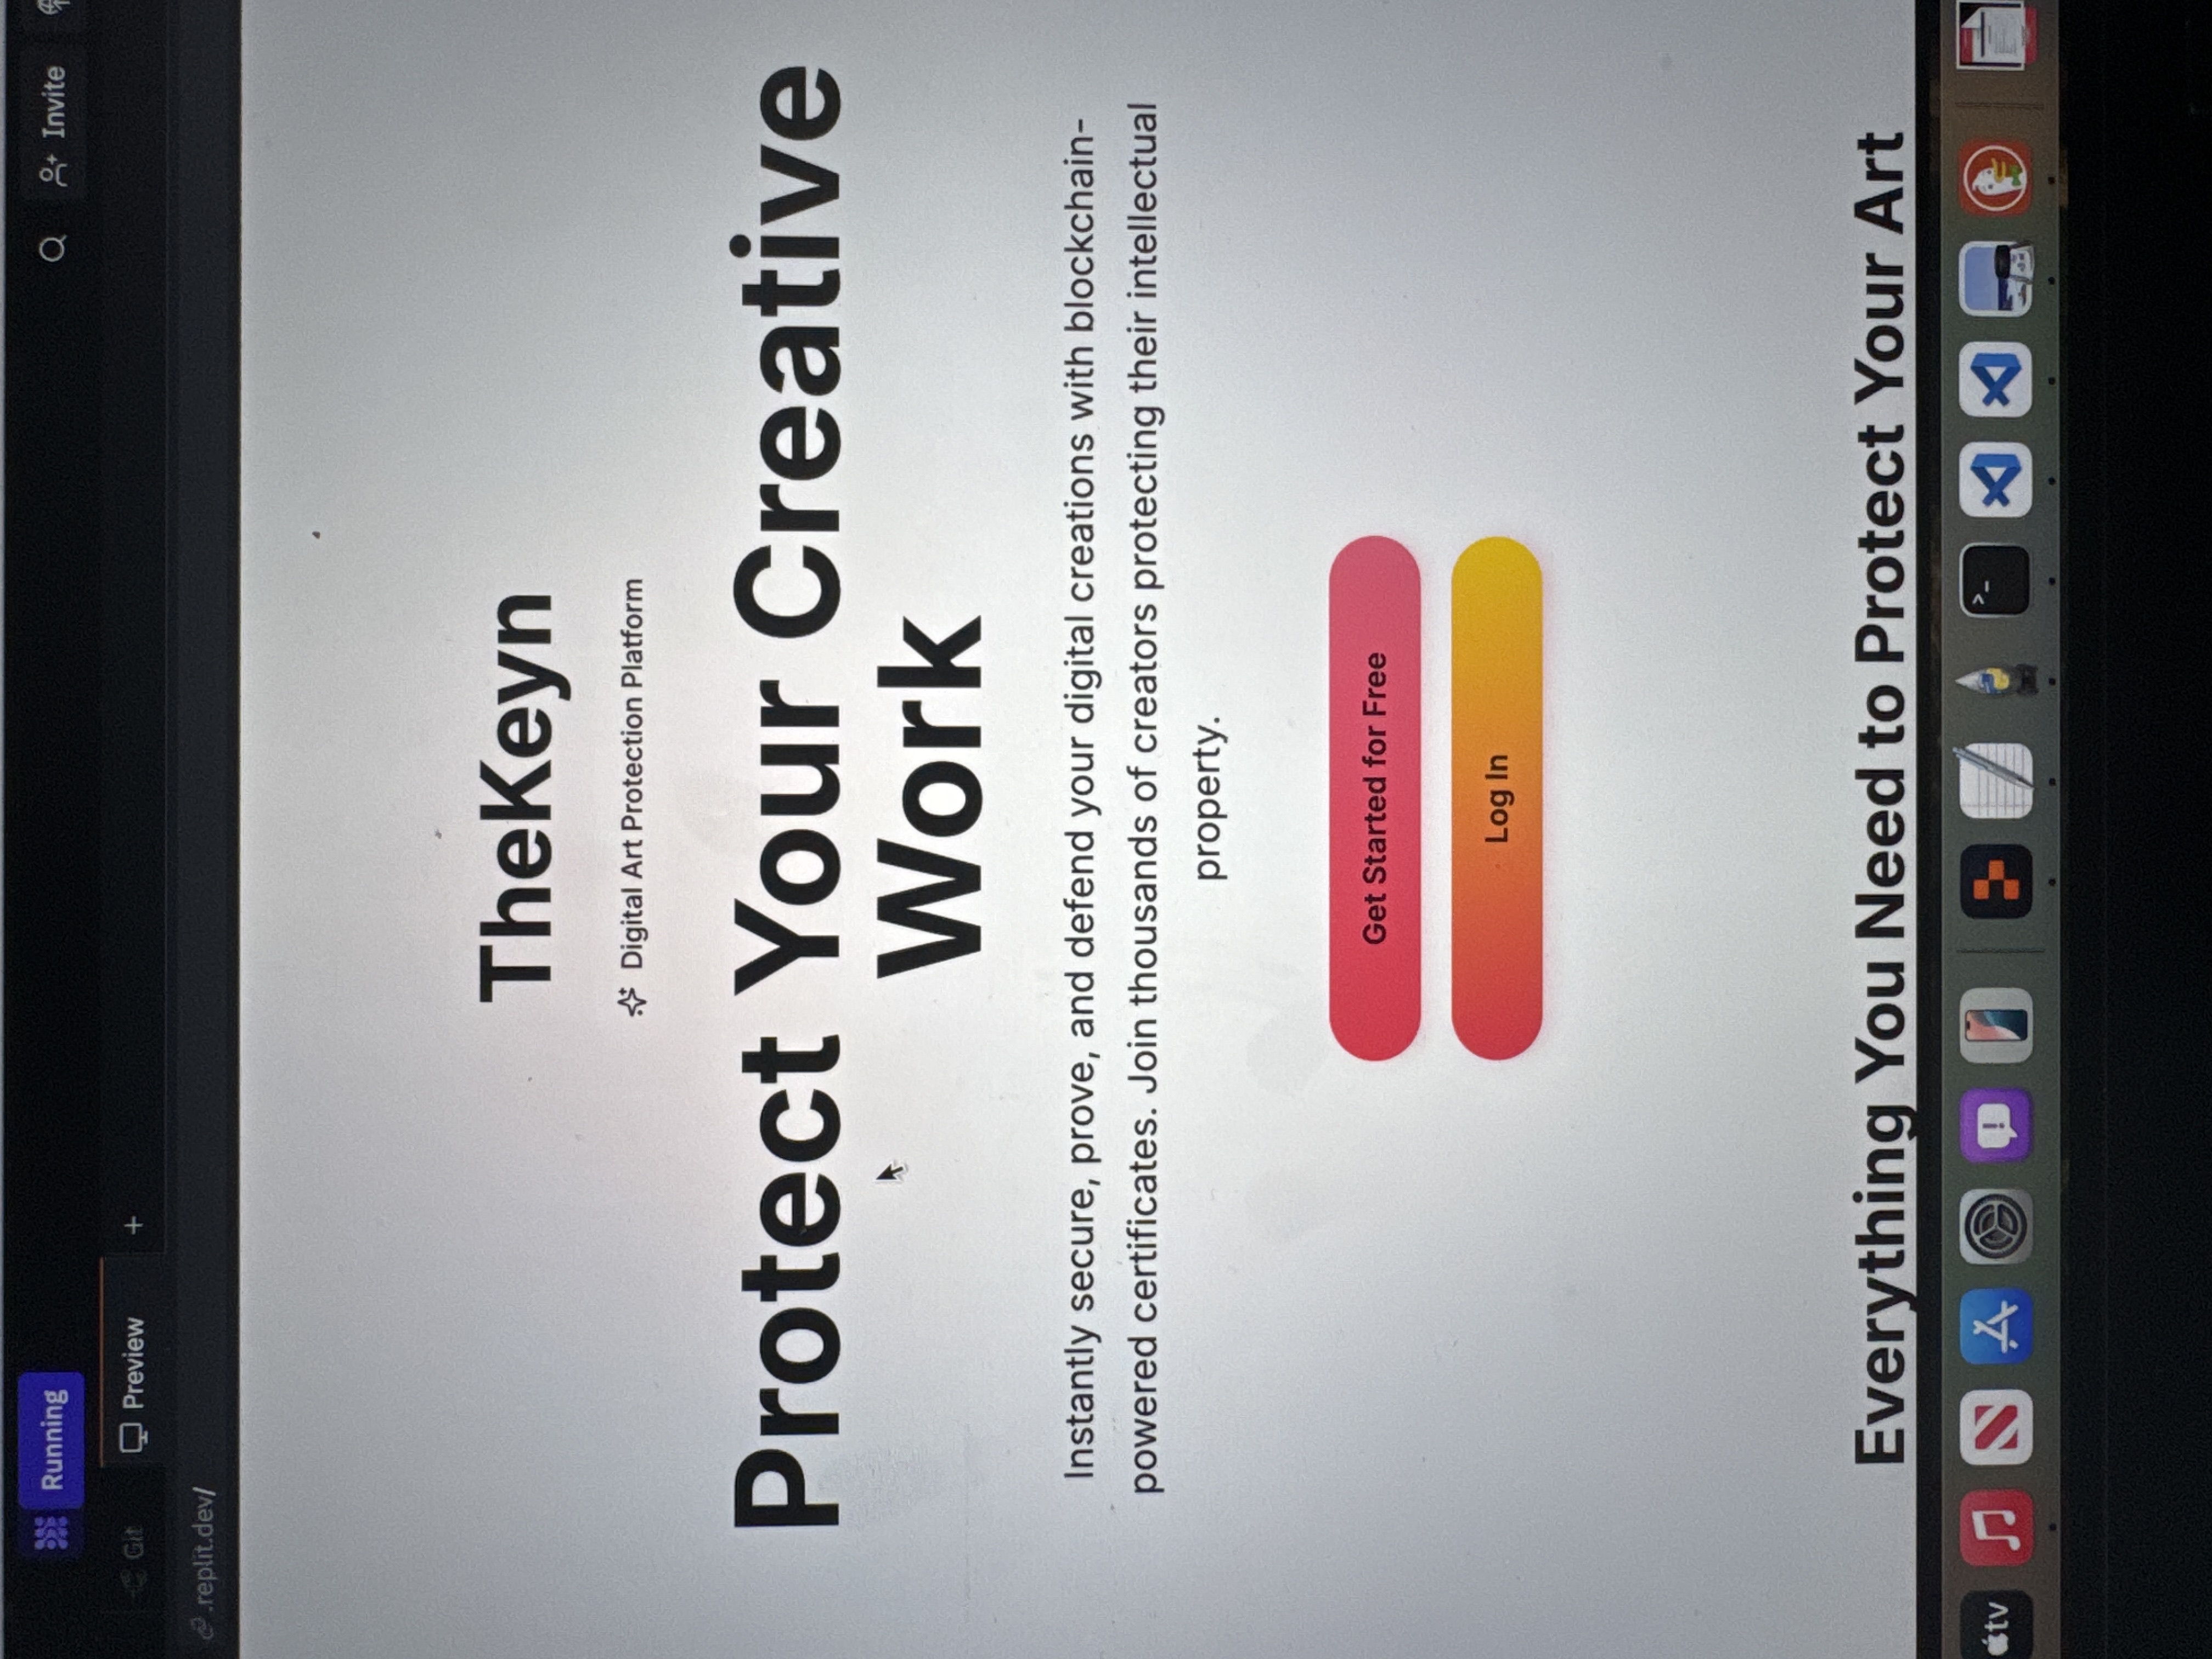 Running
Invite
Git
Preview
.replit.dev/
TheKeyn
Digital Art Protection Platform
Protect Your Creative
Work
Instantly secure, prove, and defend your digital creations with blockchain-
powered certificates. Join thousands of creators protecting their intellectual
property.
Get Started for Free
Log In
Everything You Need to Protect Your Art
tv